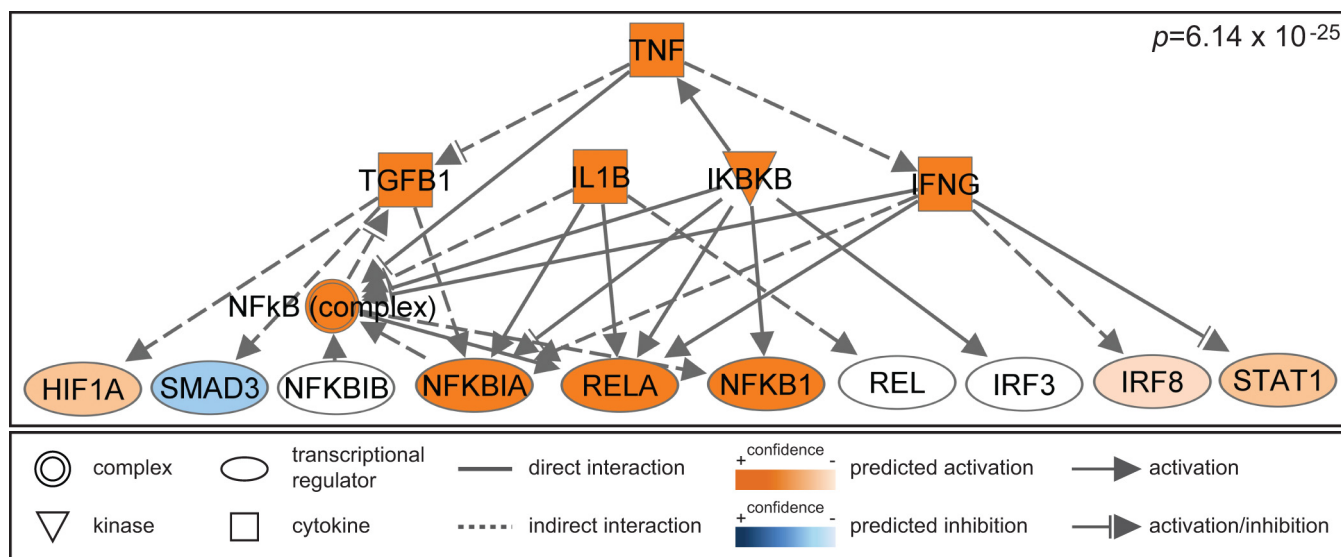 p=6.14 x 10-25
TNF
TGFB1
IL1B
IKBKB
IFNG
NFkB (complex)
HIF1A
SMAD3
NFKBIB
NFKBIA
RELA
NFKB1
REL
IRF3
IRF8
STAT1
complex
transcriptional
regulator
direct interaction
+ confidence -
predicted activation
activation
kinase
cytokine
indirect interaction
+ confidence -
predicted inhibition
activation/inhibition